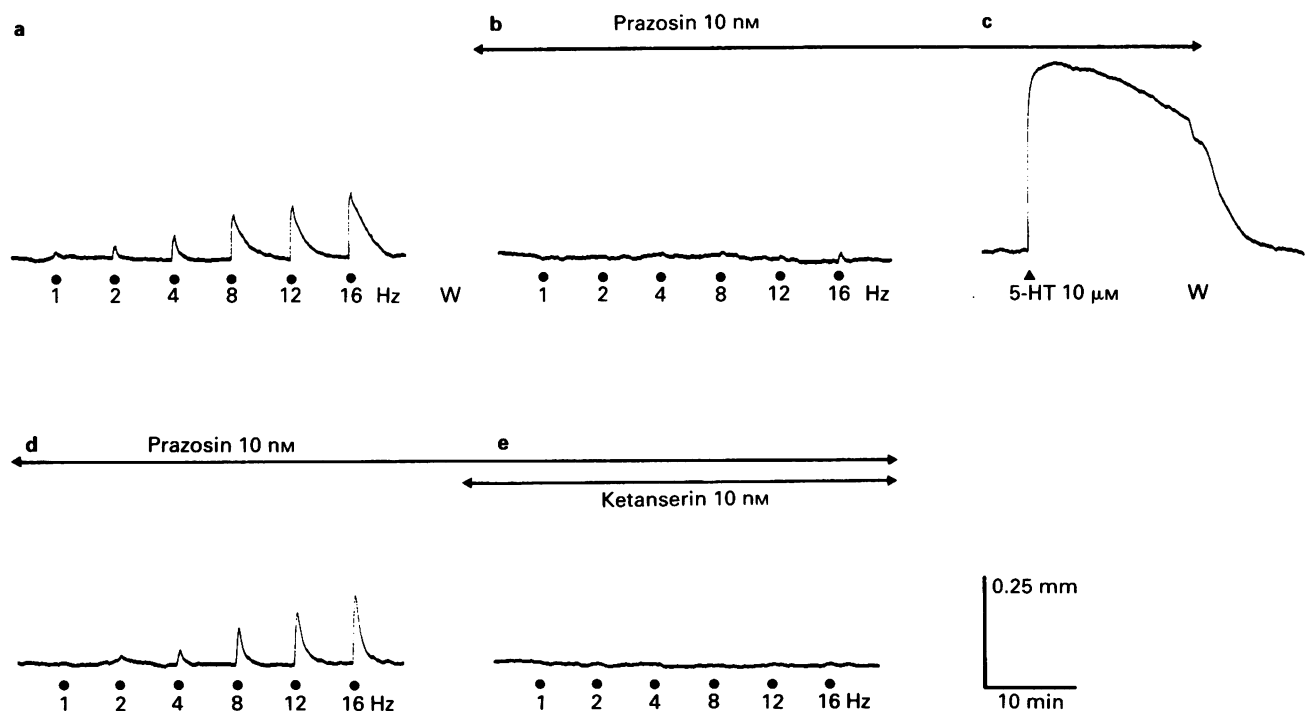 a
b Prazosin 10 nM c
1 2 4 8 12 16 Hz W
1 2 4 8 12 16 Hz
5-HT 10 µM W
d Prazosin 10 nM e
Ketanserin 10 nM
1 2 4 8 12 16 Hz
1 2 4 8 12 16 Hz
0.25 mm
10 min